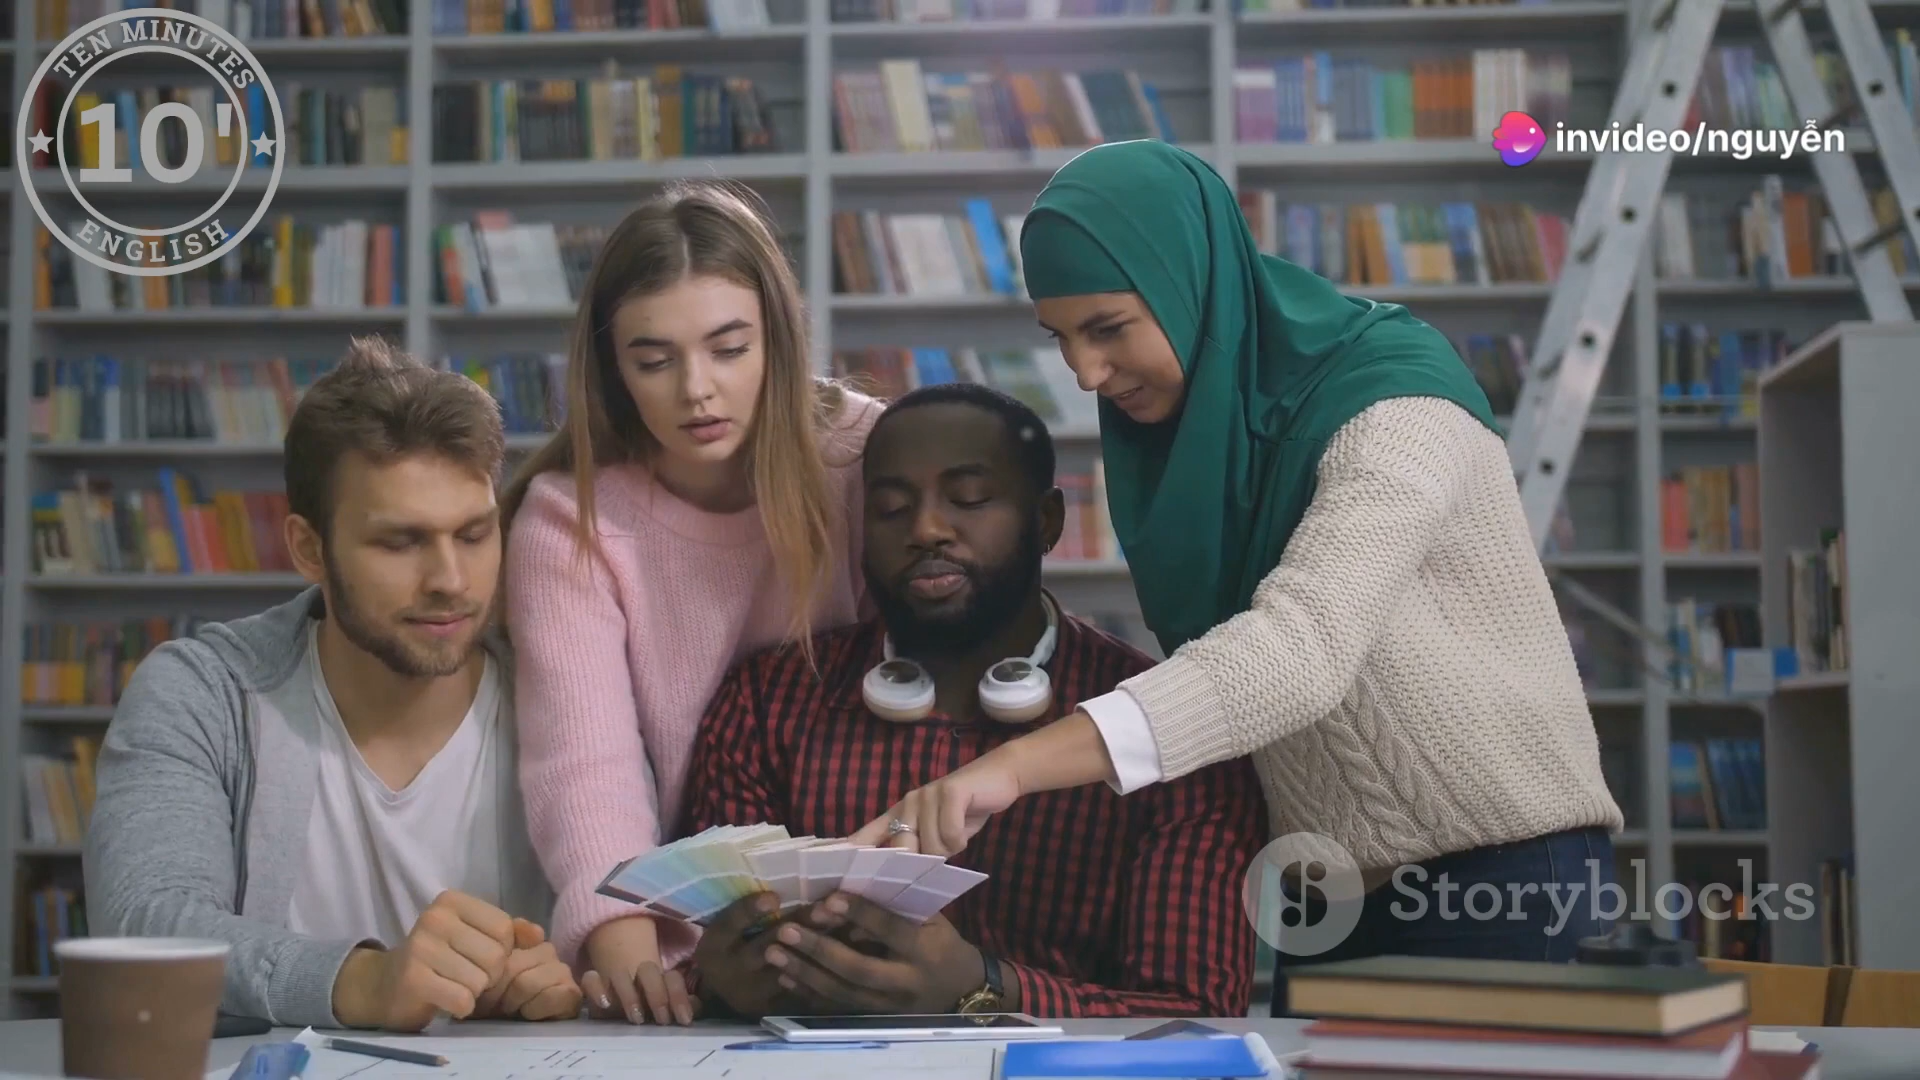 TEN MINUTES
10'
ENGLISH
invideo/nguyễn
Storyblocks